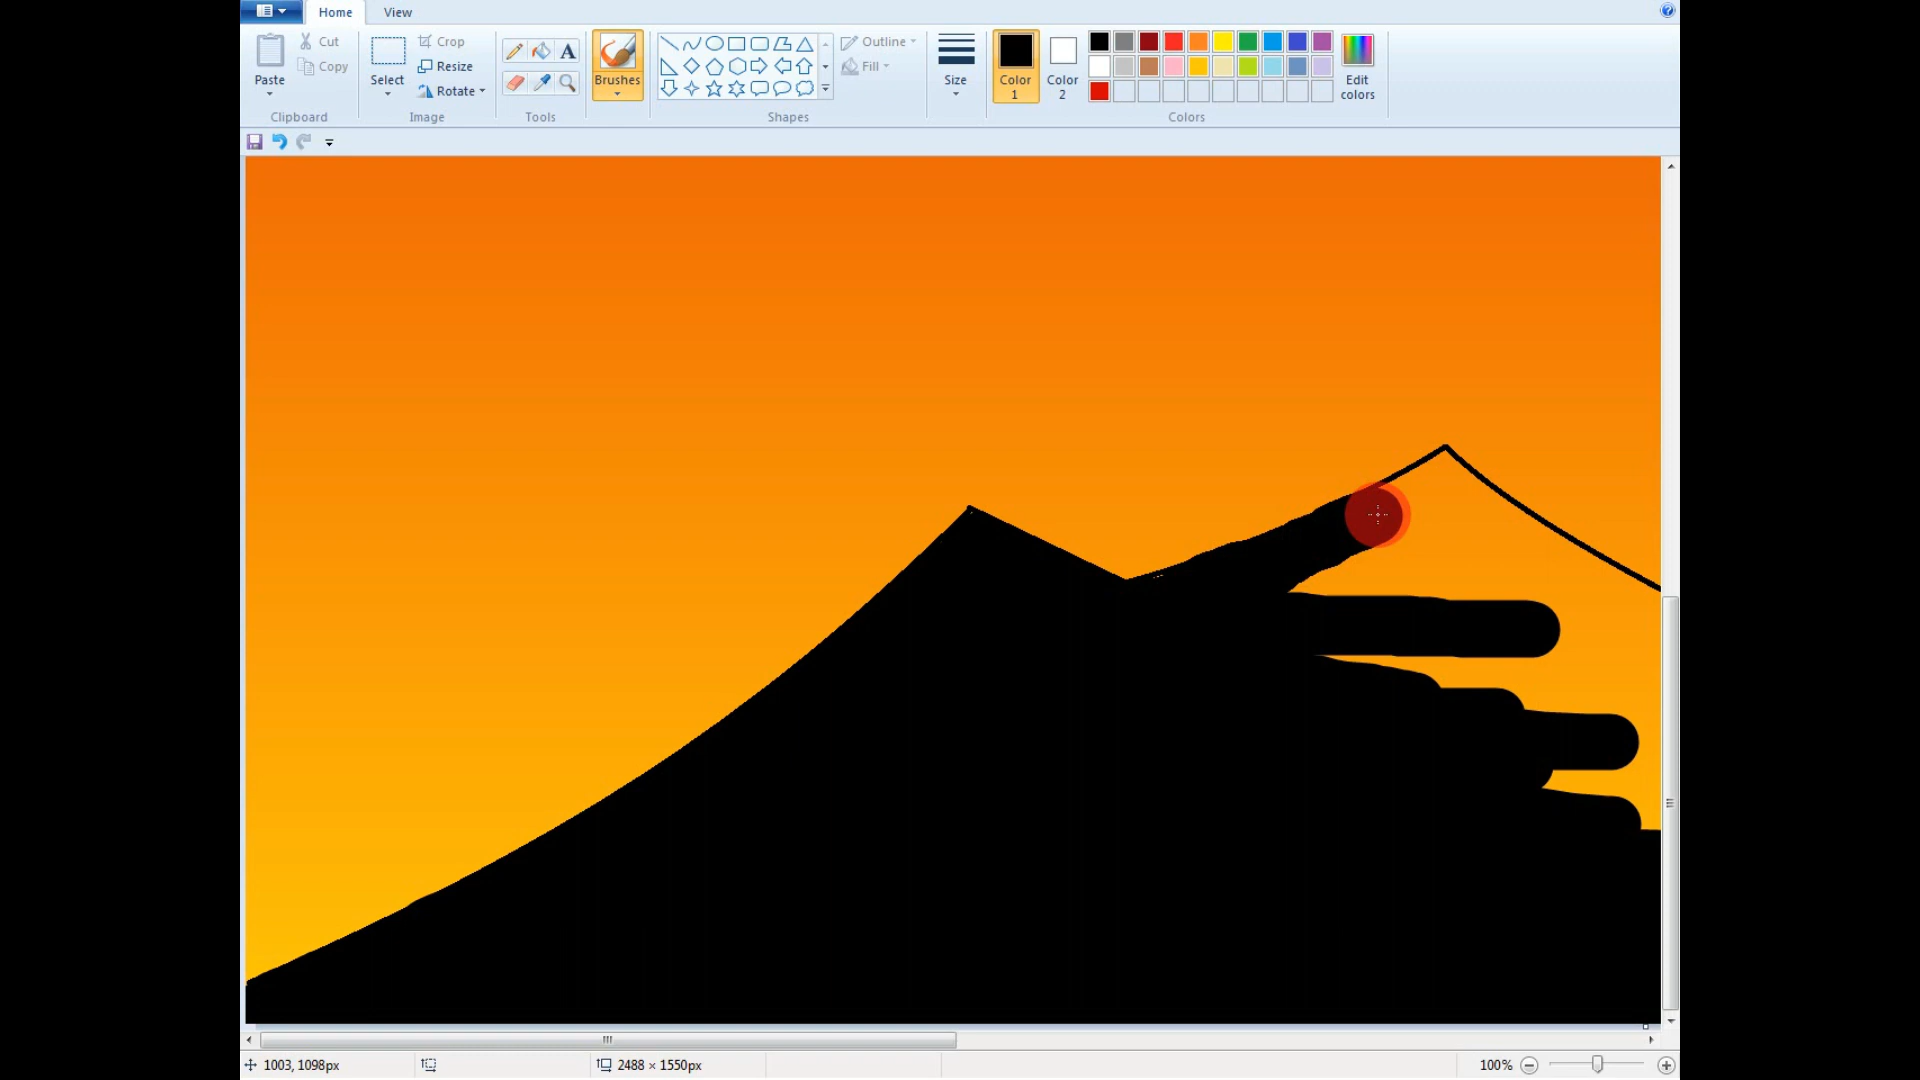 Home View
Paste
Cut
Copy
Clipboard
Select
Crop
Resize
Rotate
Image
A
Tools
Brushes
Shapes
Outline
Fill
Size
Color 1
Color 2
Edit colors
Colors
1003, 1098px
2488 × 1550px
100%